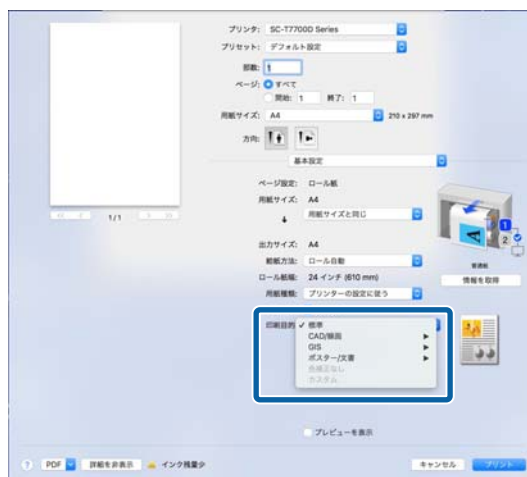 プリンタ: SC-T7700D Series
プリセット: デフォルト設定
部数: 1
ページ: すべて
開始: 1 終了: 1
用紙サイズ: A4 210 x 297 mm
方向:
基本設定
ページ設定: ロール紙
用紙サイズ: A4
用紙サイズと同じ
出力サイズ: A4
給紙方法: ロール自動
ロール紙幅: 24 インチ (610 mm)
用紙種類: プリンターの設定に従う
1
2
普通紙
情報を取得
1/1
印刷目的 ✓ 標準
CAD/線画
GIS
ポスター/文書
色補正なし
カスタム
プレビューを表示
? PDF 詳細を非表示 インク残量少 キャンセル プリント